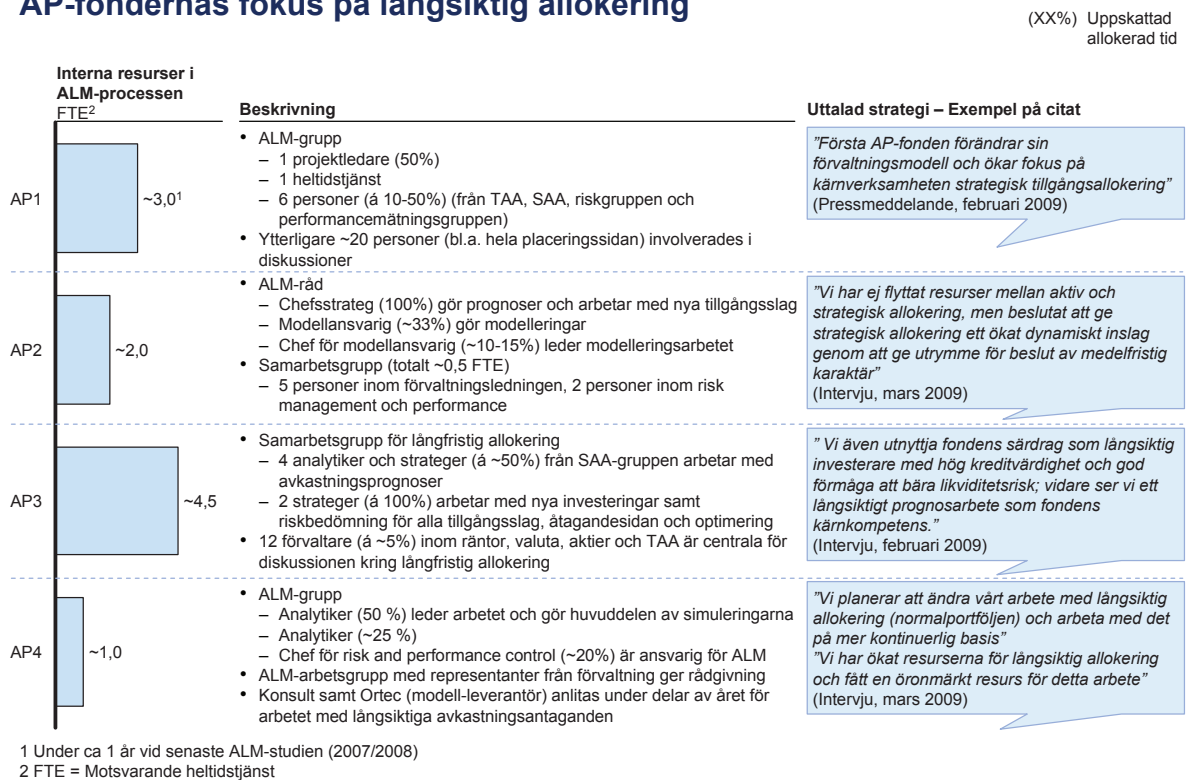 AP-fondernas fokus på långsiktig allokering
(XX%) Uppskattad
allokerad tid
Interna resurser i
ALM-processen
FTE2
Beskrivning
Uttalad strategi – Exempel på citat
AP1
~3,01
• ALM-grupp
– 1 projektledare (50%)
– 1 heltidstjänst
– 6 personer (á 10-50%) (från TAA, SAA, riskgruppen och
performancemätningsgruppen)
• Ytterligare ~20 personer (bl.a. hela placeringssidan) involverades i
diskussioner
”Första AP-fonden förändrar sin
förvaltningsmodell och ökar fokus på
kärnverksamheten strategisk tillgångsallokering”
(Pressmeddelande, februari 2009)
AP2
~2,0
• ALM-råd
– Chefsstrateg (100%) gör prognoser och arbetar med nya tillgångsslag
– Modellansvarig (~33%) gör modelleringar
– Chef för modellansvarig (~10-15%) leder modelleringsarbetet
• Samarbetsgrupp (totalt ~0,5 FTE)
– 5 personer inom förvaltningsledningen, 2 personer inom risk
management och performance
”Vi har ej flyttat resurser mellan aktiv och
strategisk allokering, men beslutat att ge
strategisk allokering ett ökat dynamiskt inslag
genom att ge utrymme för beslut av medelfristig
karaktär”
(Intervju, mars 2009)
AP3
~4,5
• Samarbetsgrupp för långfristig allokering
– 4 analytiker och strateger (á ~50%) från SAA-gruppen arbetar med
avkastningsprognoser
– 2 strateger (á 100%) arbetar med nya investeringar samt
riskbedömning för alla tillgångsslag, åtagandesidan och optimering
• 12 förvaltare (á ~5%) inom räntor, valuta, aktier och TAA är centrala för
diskussionen kring långfristig allokering
” Vi även utnyttja fondens särdrag som långsiktig
investerare med hög kreditvärdighet och god
förmåga att bära likviditetsrisk; vidare ser vi ett
långsiktigt prognosarbete som fondens
kärnkompetens.”
(Intervju, februari 2009)
AP4
~1,0
• ALM-grupp
– Analytiker (50 %) leder arbetet och gör huvuddelen av simuleringarna
– Analytiker (~25 %)
– Chef för risk and performance control (~20%) är ansvarig för ALM
• ALM-arbetsgrupp med representanter från förvaltning ger rådgivning
• Konsult samt Ortec (modell-leverantör) anlitas under delar av året för
arbetet med långsiktiga avkastningsantaganden
”Vi planerar att ändra vårt arbete med långsiktig
allokering (normalportföljen) och arbeta med det
på mer kontinuerlig basis”
”Vi har ökat resurserna för långsiktig allokering
och fått en öronmärkt resurs för detta arbete”
(Intervju, mars 2009)
1 Under ca 1 år vid senaste ALM-studien (2007/2008)
2 FTE = Motsvarande heltidstjänst